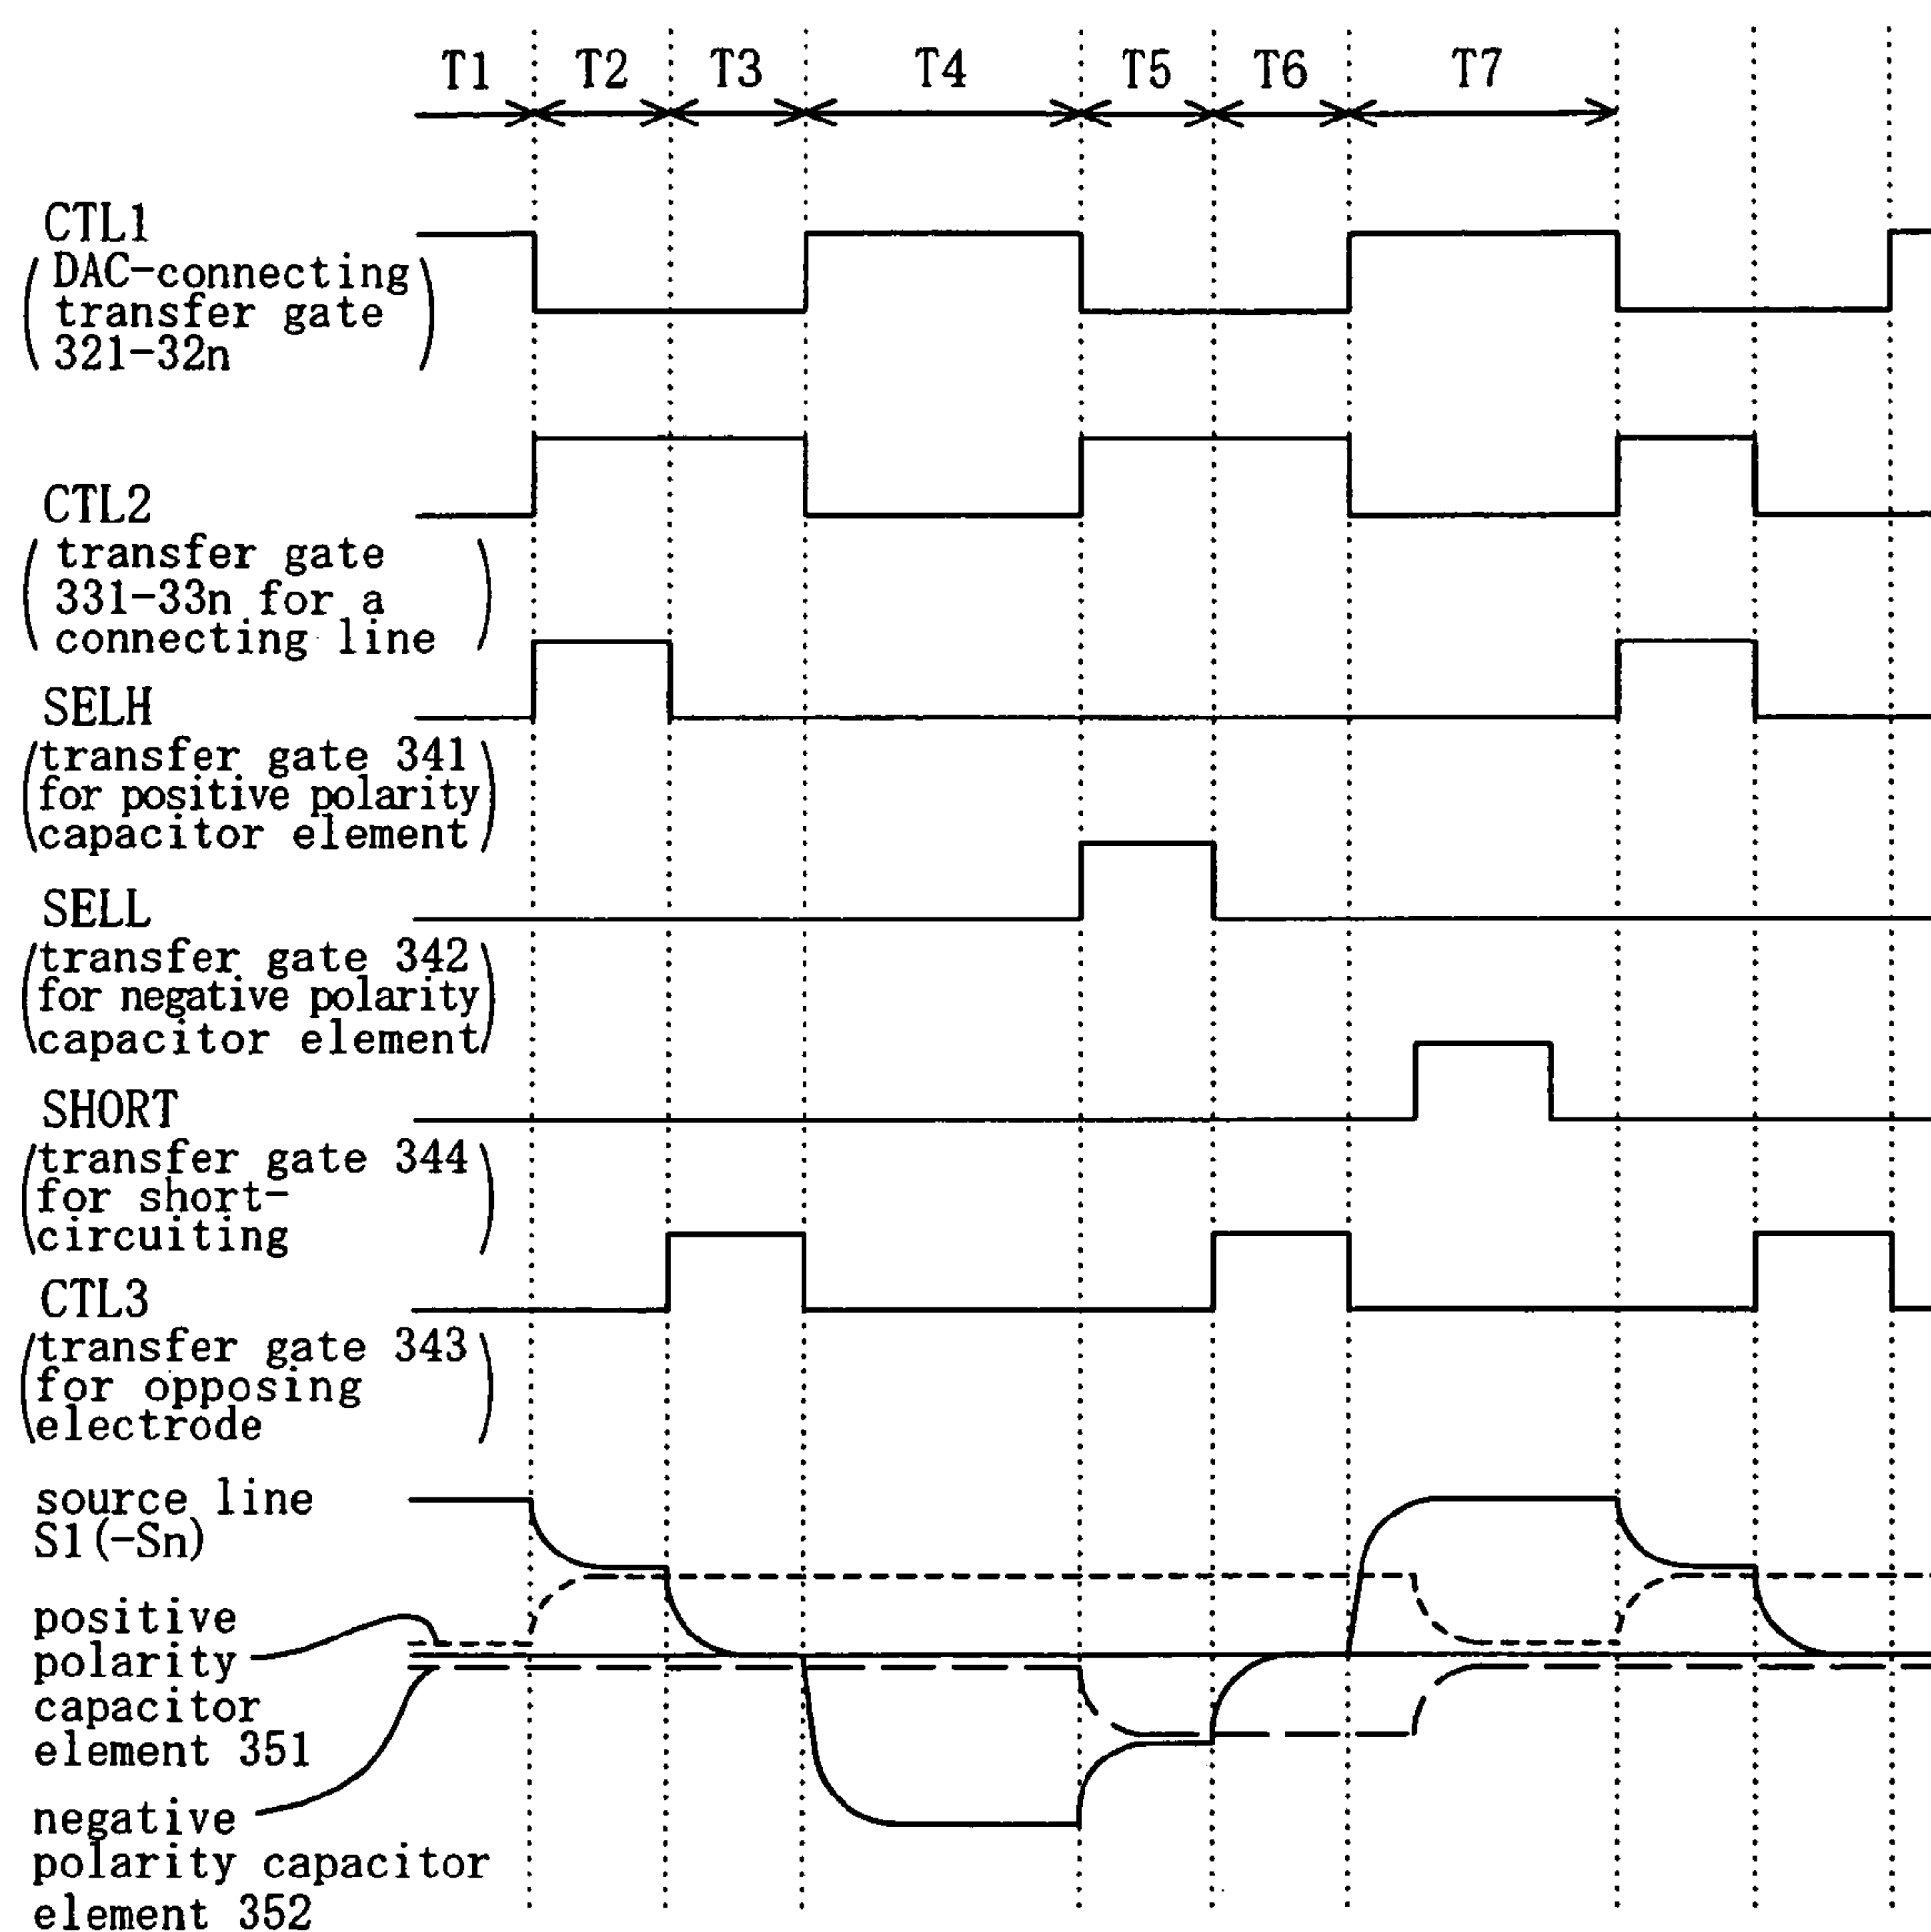 T1 T2 T3 T4 T5 T6 T7
CTL1
DAC-connecting
transfer gate
321-32n
CTL2
transfer gate
331-33n for a
connecting line
SELH
transfer gate 341
for positive polarity
capacitor element
SELL
transfer gate 342
for negative polarity
capacitor element
SHORT
transfer gate 344
for short-
circuiting
CTL3
transfer gate 343
for opposing
electrode
source line
S1(-Sn)
positive
polarity
capacitor
element 351
negative
polarity capacitor
element 352